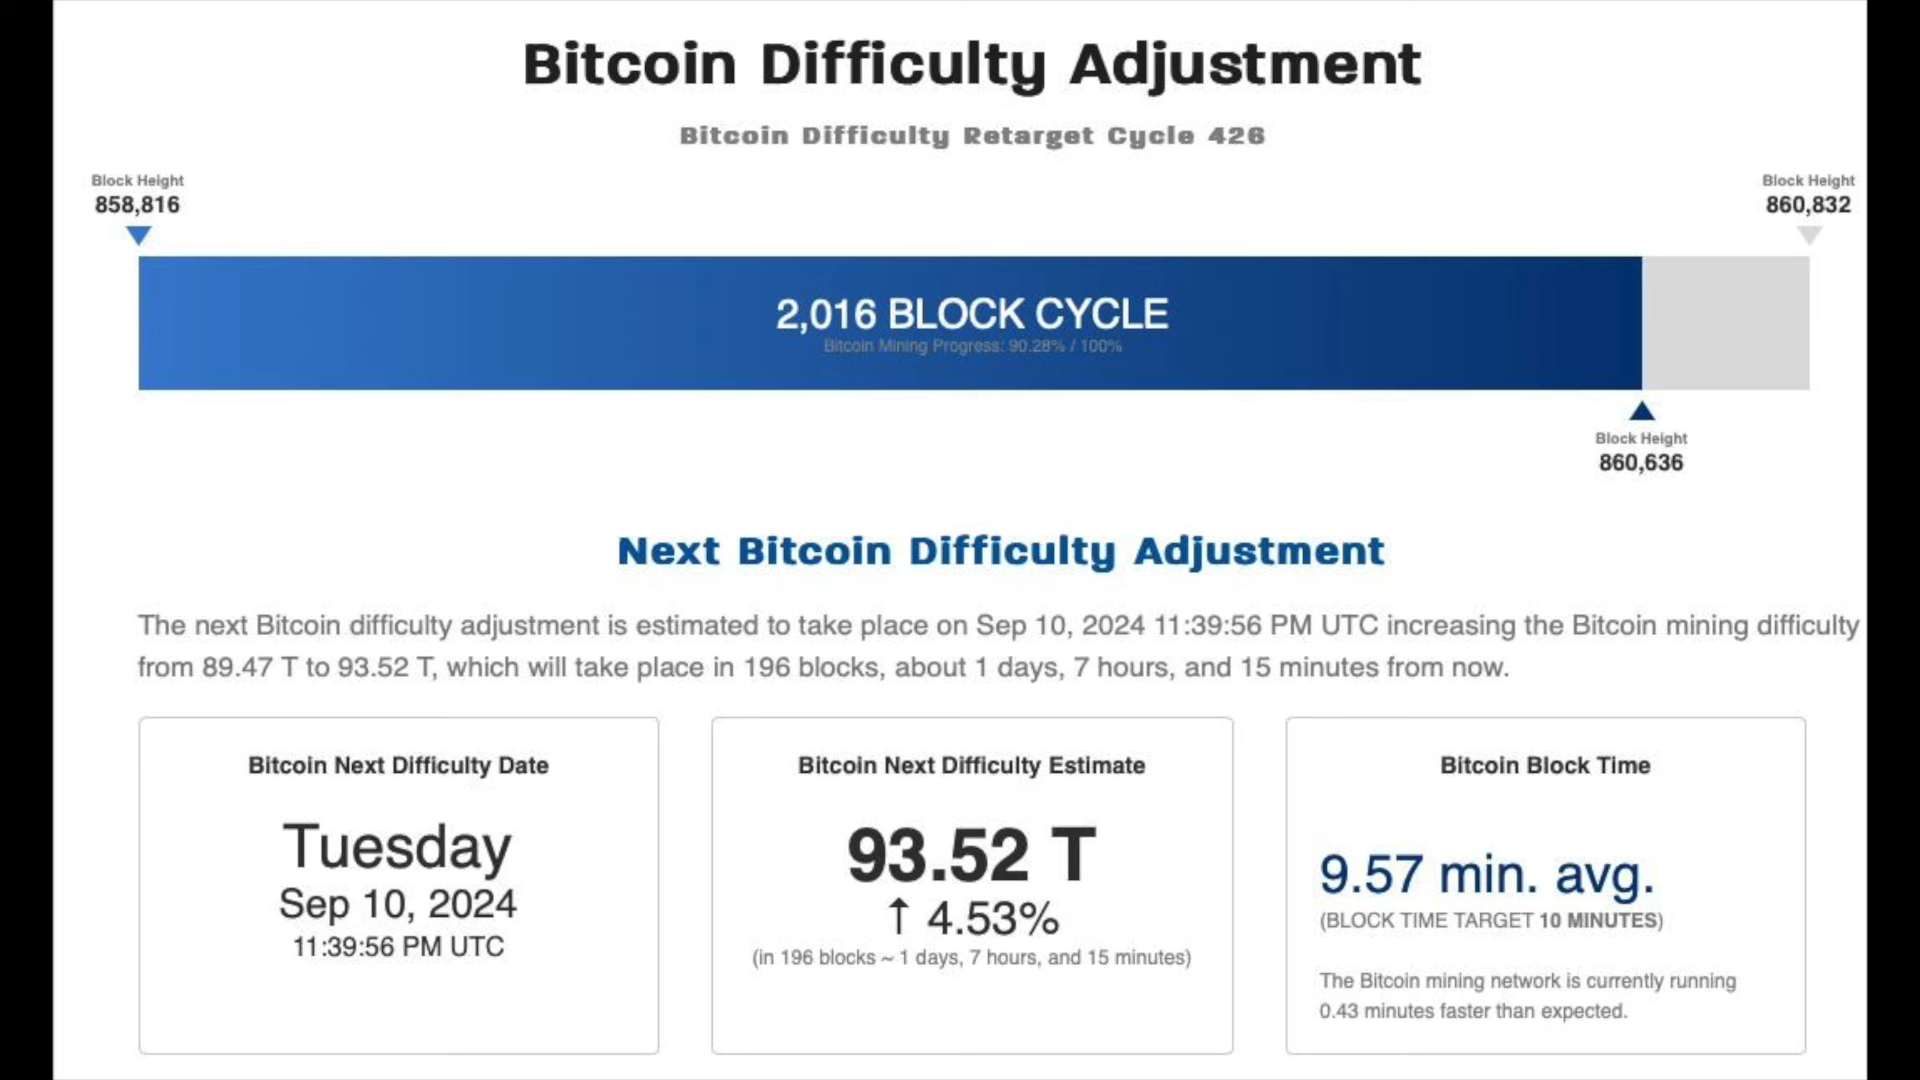 Bitcoin Difficulty Adjustment
Bitcoin Difficulty Retarget Cycle 426
Block Height
858,816
Block Height
860,832
2,016 BLOCK CYCLE
Bitcoin Mining Progress: 90.28% / 100%
Block Height
860,636
Next Bitcoin Difficulty Adjustment
The next Bitcoin difficulty adjustment is estimated to take place on Sep 10, 2024 11:39:56 PM UTC increasing the Bitcoin mining difficulty
from 89.47 T to 93.52 T, which will take place in 196 blocks, about 1 days, 7 hours, and 15 minutes from now.
Bitcoin Next Difficulty Date
Tuesday
Sep 10, 2024
11:39:56 PM UTC
Bitcoin Next Difficulty Estimate
93.52 T
↑ 4.53%
(in 196 blocks ~ 1 days, 7 hours, and 15 minutes)
Bitcoin Block Time
9.57 min. avg.
(BLOCK TIME TARGET 10 MINUTES)
The Bitcoin mining network is currently running
0.43 minutes faster than expected.